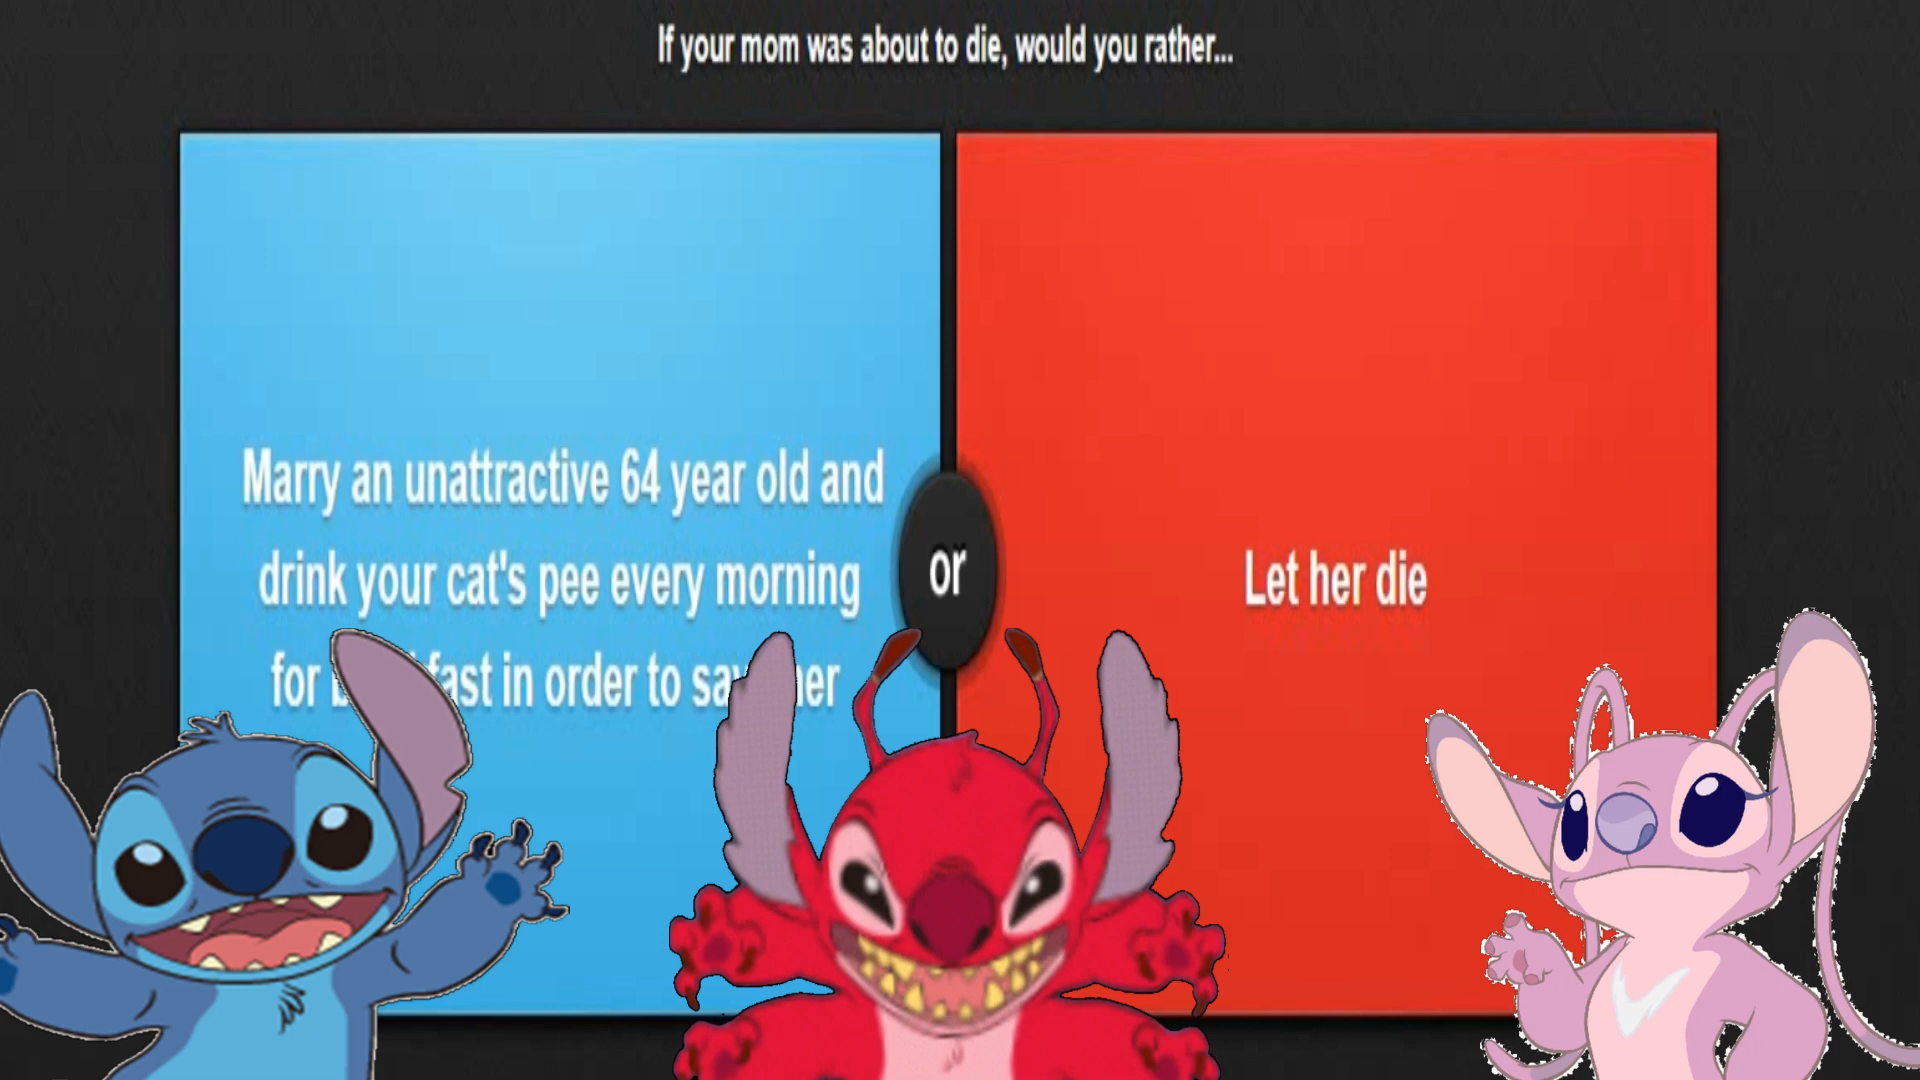 If your mom was about to die, would you rather...
Marry an unattractive 64 year old and
drink your cat's pee every morning
for fast in order to her
or
Let her die